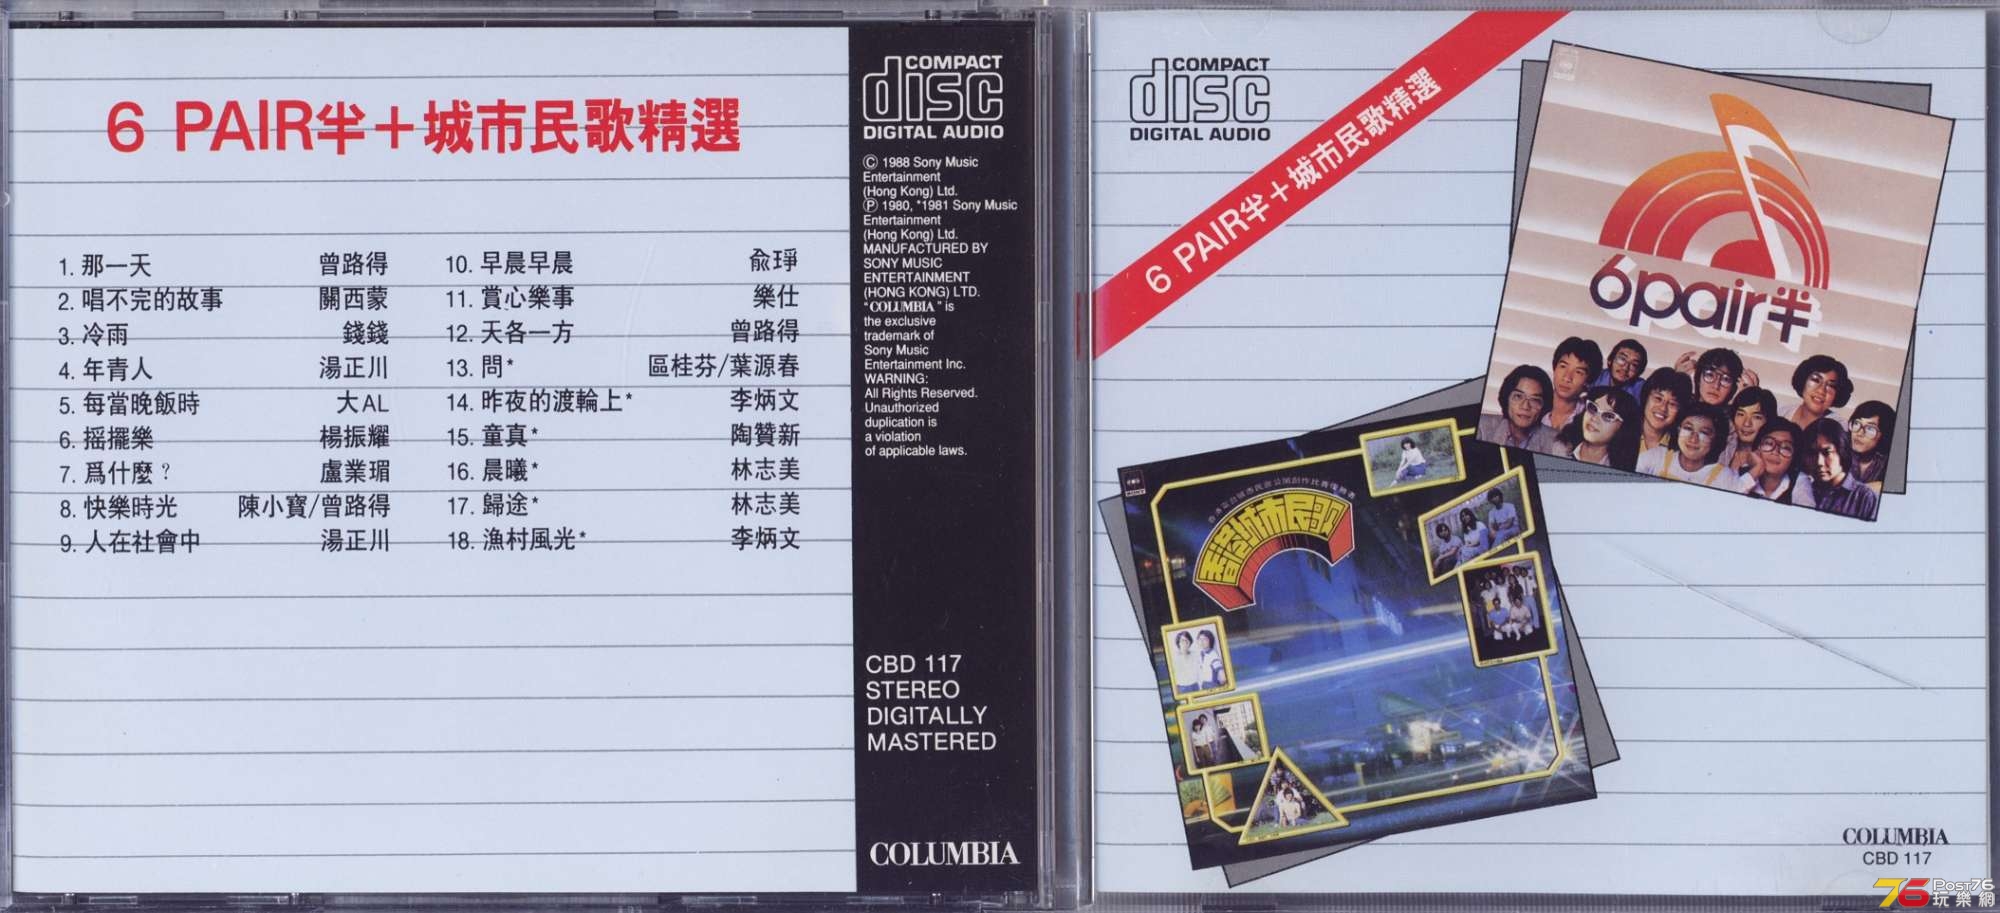 6 PAIR半+城市民歌精選
1. 那一天 曾路得
2. 唱不完的故事 關西蒙
3. 冷雨 錢錢
4. 年青人 湯正川
5. 每當晚飯時 大AL
6. 摇擺樂 楊振耀
7. 爲什麽? 盧業瑂
8. 快樂時光 陳小寶/曾路得
9. 人在社會中 湯正川
10. 早晨早晨 俞琤
11. 賞心樂事 樂仕
12. 天各一方 曾路得
13. 問* 區桂芬/葉源春
14. 昨夜的渡輪上* 李炳文
15. 童真* 陶贊新
16. 晨曦* 林志美
17. 歸途* 林志美
18. 漁村風光* 李炳文
COMPACT
disc
DIGITAL AUDIO
© 1988 Sony Music
Entertainment
(Hong Kong) Ltd.
Ⓟ 1980, *1981 Sony Music
Entertainment
(Hong Kong) Ltd.
MANUFACTURED BY
SONY MUSIC
ENTERTAINMENT
(HONG KONG) LTD.
"COLUMBIA" is
the exclusive
trademark of
Sony Music
Entertainment Inc.
WARNING:
All Rights Reserved.
Unauthorized
duplication is
a violation
of applicable laws.
CBD 117
STEREO
DIGITALLY
MASTERED
COLUMBIA
COMPACT
disc
DIGITAL AUDIO
6 PAIR半+城市民歌精選
6pair半
SONY
香港城市民歌
COLUMBIA
CBD 117
76 Post76
玩樂網